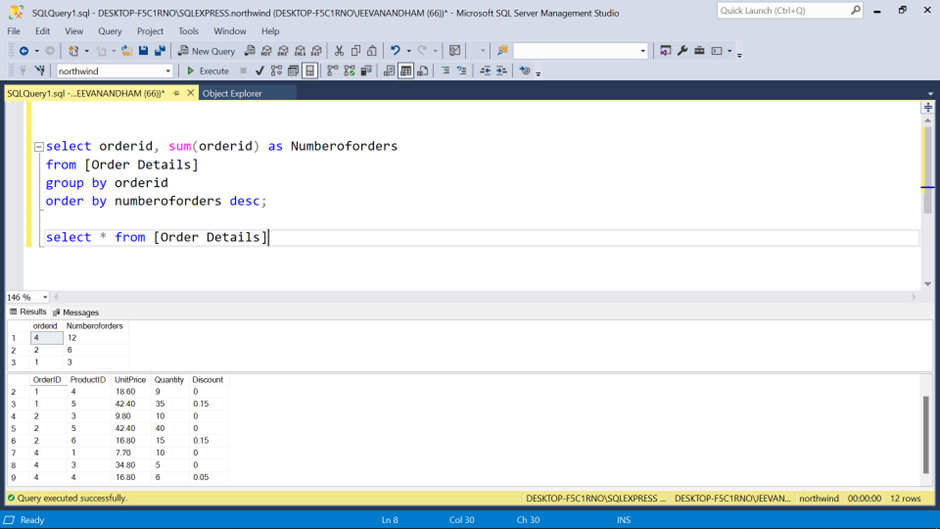 SQLQuery1.sql - DESKTOP-F5C1RNO\SQLEXPRESS.northwind (DESKTOP-F5C1RNO\JEEVANANDHAM (66))* - Microsoft SQL Server Management Studio
Quick Launch (Ctrl+Q)
File Edit View Query Project Tools Window Help
New Query
northwind Execute
SQLQuery1.sql -...EEVANANDHAM (66))* Object Explorer
select orderid, sum(orderid) as Numberoforders
from [Order Details]
group by orderid
order by numberoforders desc;
select * from [Order Details]
146 %
Results Messages
orderid Numberoforders
1 4 12
2 2 6
3 1 3
OrderID ProductID UnitPrice Quantity Discount
2 1 4 18.60 9 0
3 1 5 42.40 35 0.15
4 2 3 9.80 10 0
5 2 5 42.40 40 0
6 2 6 16.80 15 0.15
7 4 1 7.70 10 0
8 4 3 34.80 5 0
9 4 4 16.80 6 0.05
Query executed successfully. DESKTOP-F5C1RNO\SQLEXPRESS ... DESKTOP-F5C1RNO\JEEVAN... northwind 00:00:00 12 rows
Ready Ln 8 Col 30 Ch 30 INS